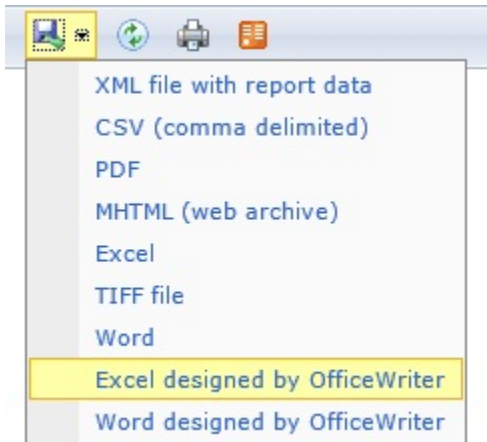 XML file with report data
CSV (comma delimited)
PDF
MHTML (web archive)
Excel
TIFF file
Word
Excel designed by OfficeWriter
Word designed by OfficeWriter